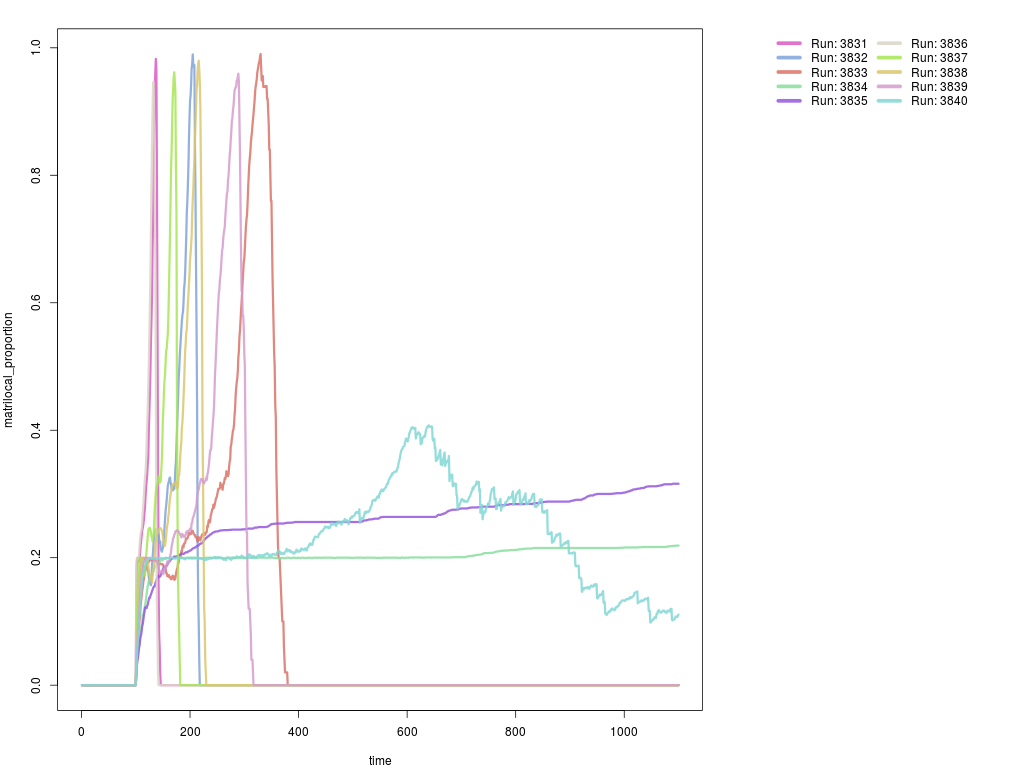 Run: 3831 Run: 3836
Run: 3832 Run: 3837
Run: 3833 Run: 3838
Run: 3834 Run: 3839
Run: 3835 Run: 3840
matrilocal_proportion
1.0
0.8
0.6
0.4
0.2
0.0
0 200 400 600 800 1000
time